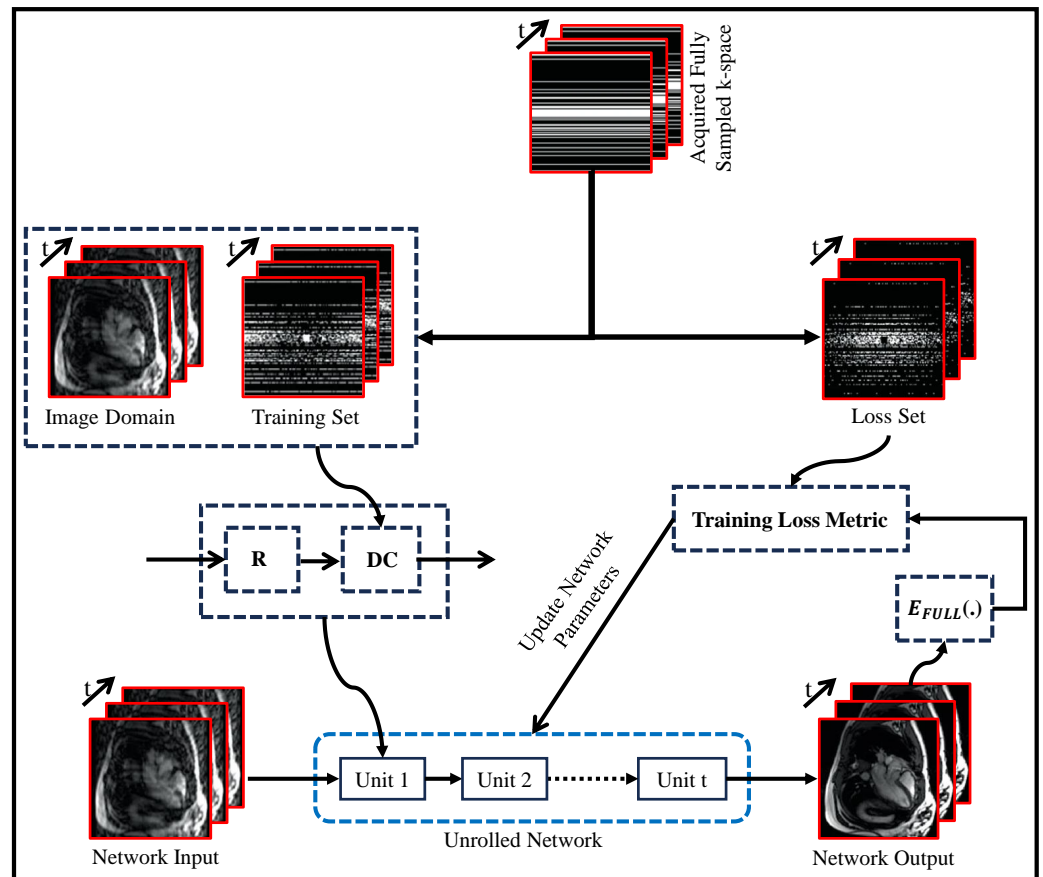 t
Acquired Fully
Sampled k-space
t
t
t
Image Domain
Training Set
Loss Set
Training Loss Metric
R
DC
Update Network
Parameters
E_FULL(.)
t
t
Unit 1
Unit 2
Unit t
Unrolled Network
Network Input
Network Output